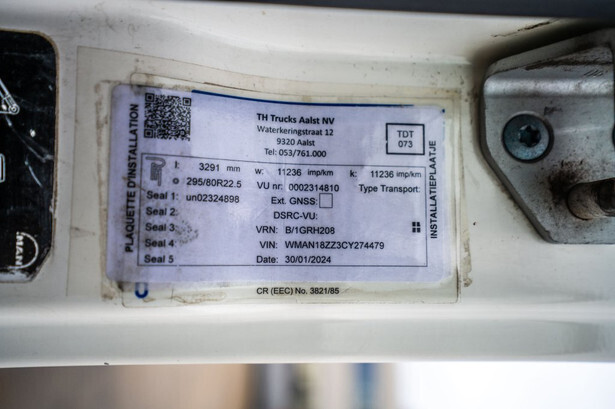 TH Trucks Aalst NV
Waterkeringstraat 12
9320 Aalst
Tel: 053/761.000
TDT
073
PLAQUETTE D'INSTALLATION
INSTALLATIEPLAATJE
l: 3291 mm w: 11236 imp/km k: 11236 imp/km
o 295/80R22.5 VU nr: 0002314810 Type Transport:
Seal 1: un02324898 Ext. GNSS:
Seal 2: DSRC-VU:
Seal 3 VRN: B/1GRH208
Seal 4 VIN: WMAN18ZZ3CY274479
Seal 5 Date: 30/01/2024
CR (EEC) No. 3821/85
MAN